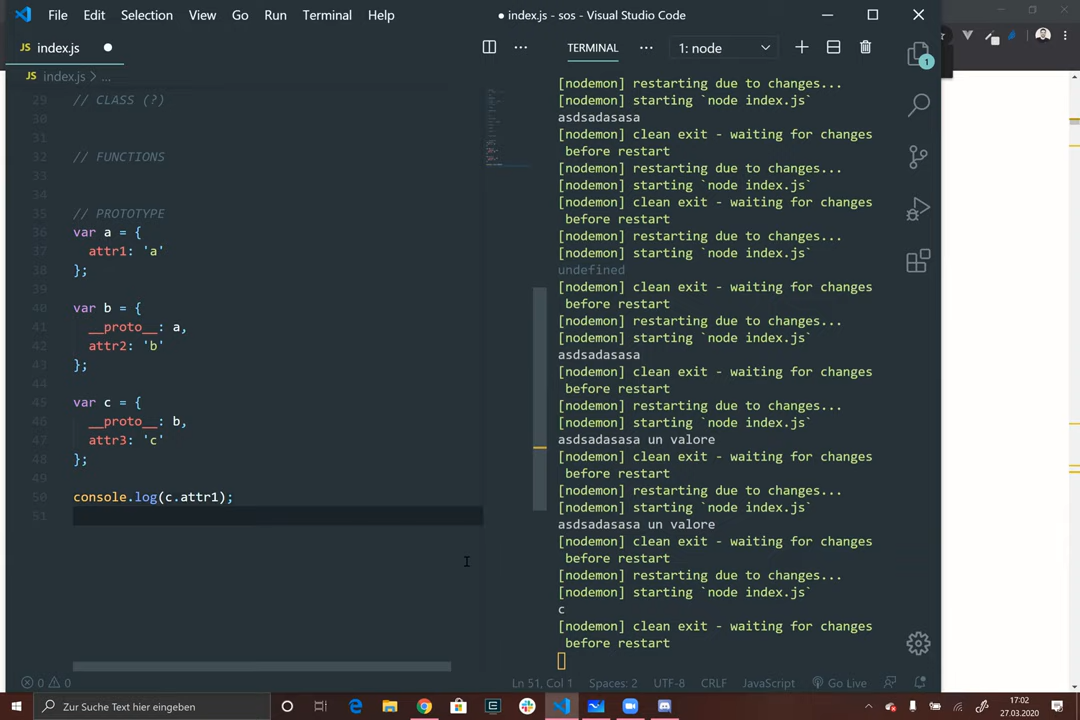 File Edit Selection View Go Run Terminal Help
● index.js - sos - Visual Studio Code
JS index.js
JS index.js > ...
29 // CLASS (?)
30
31
32 // FUNCTIONS
33
34
35 // PROTOTYPE
36 var a = {
37 attr1: 'a'
38 };
39
40 var b = {
41 __proto__: a,
42 attr2: 'b'
43 };
44
45 var c = {
46 __proto__: b,
47 attr3: 'c'
48 };
49
50 console.log(c.attr1);
51
TERMINAL ... 1: node
[nodemon] restarting due to changes...
[nodemon] starting `node index.js`
asdsadasasa
[nodemon] clean exit - waiting for changes
before restart
[nodemon] restarting due to changes...
[nodemon] starting `node index.js`
[nodemon] clean exit - waiting for changes
before restart
[nodemon] restarting due to changes...
[nodemon] starting `node index.js`
undefined
[nodemon] clean exit - waiting for changes
before restart
[nodemon] restarting due to changes...
[nodemon] starting `node index.js`
asdsadasasa
[nodemon] clean exit - waiting for changes
before restart
[nodemon] restarting due to changes...
[nodemon] starting `node index.js`
asdsadasasa un valore
[nodemon] clean exit - waiting for changes
before restart
[nodemon] restarting due to changes...
[nodemon] starting `node index.js`
asdsadasasa un valore
[nodemon] clean exit - waiting for changes
before restart
[nodemon] restarting due to changes...
[nodemon] starting `node index.js`
c
[nodemon] clean exit - waiting for changes
before restart
1
0 0 Ln 51, Col 1 Spaces: 2 UTF-8 CRLF JavaScript Go Live
Zur Suche Text hier eingeben
17:02
27.03.2020